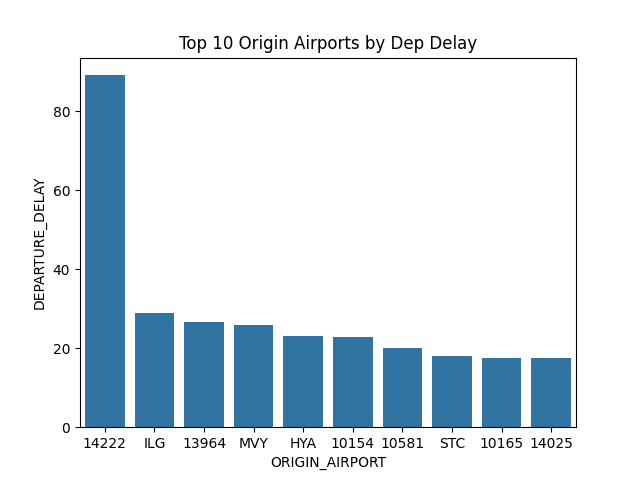 Top 10 Origin Airports by Dep Delay
DEPARTURE_DELAY
80
60
40
20
0
14222 ILG 13964 MVY HYA 10154 10581 STC 10165 14025
ORIGIN_AIRPORT